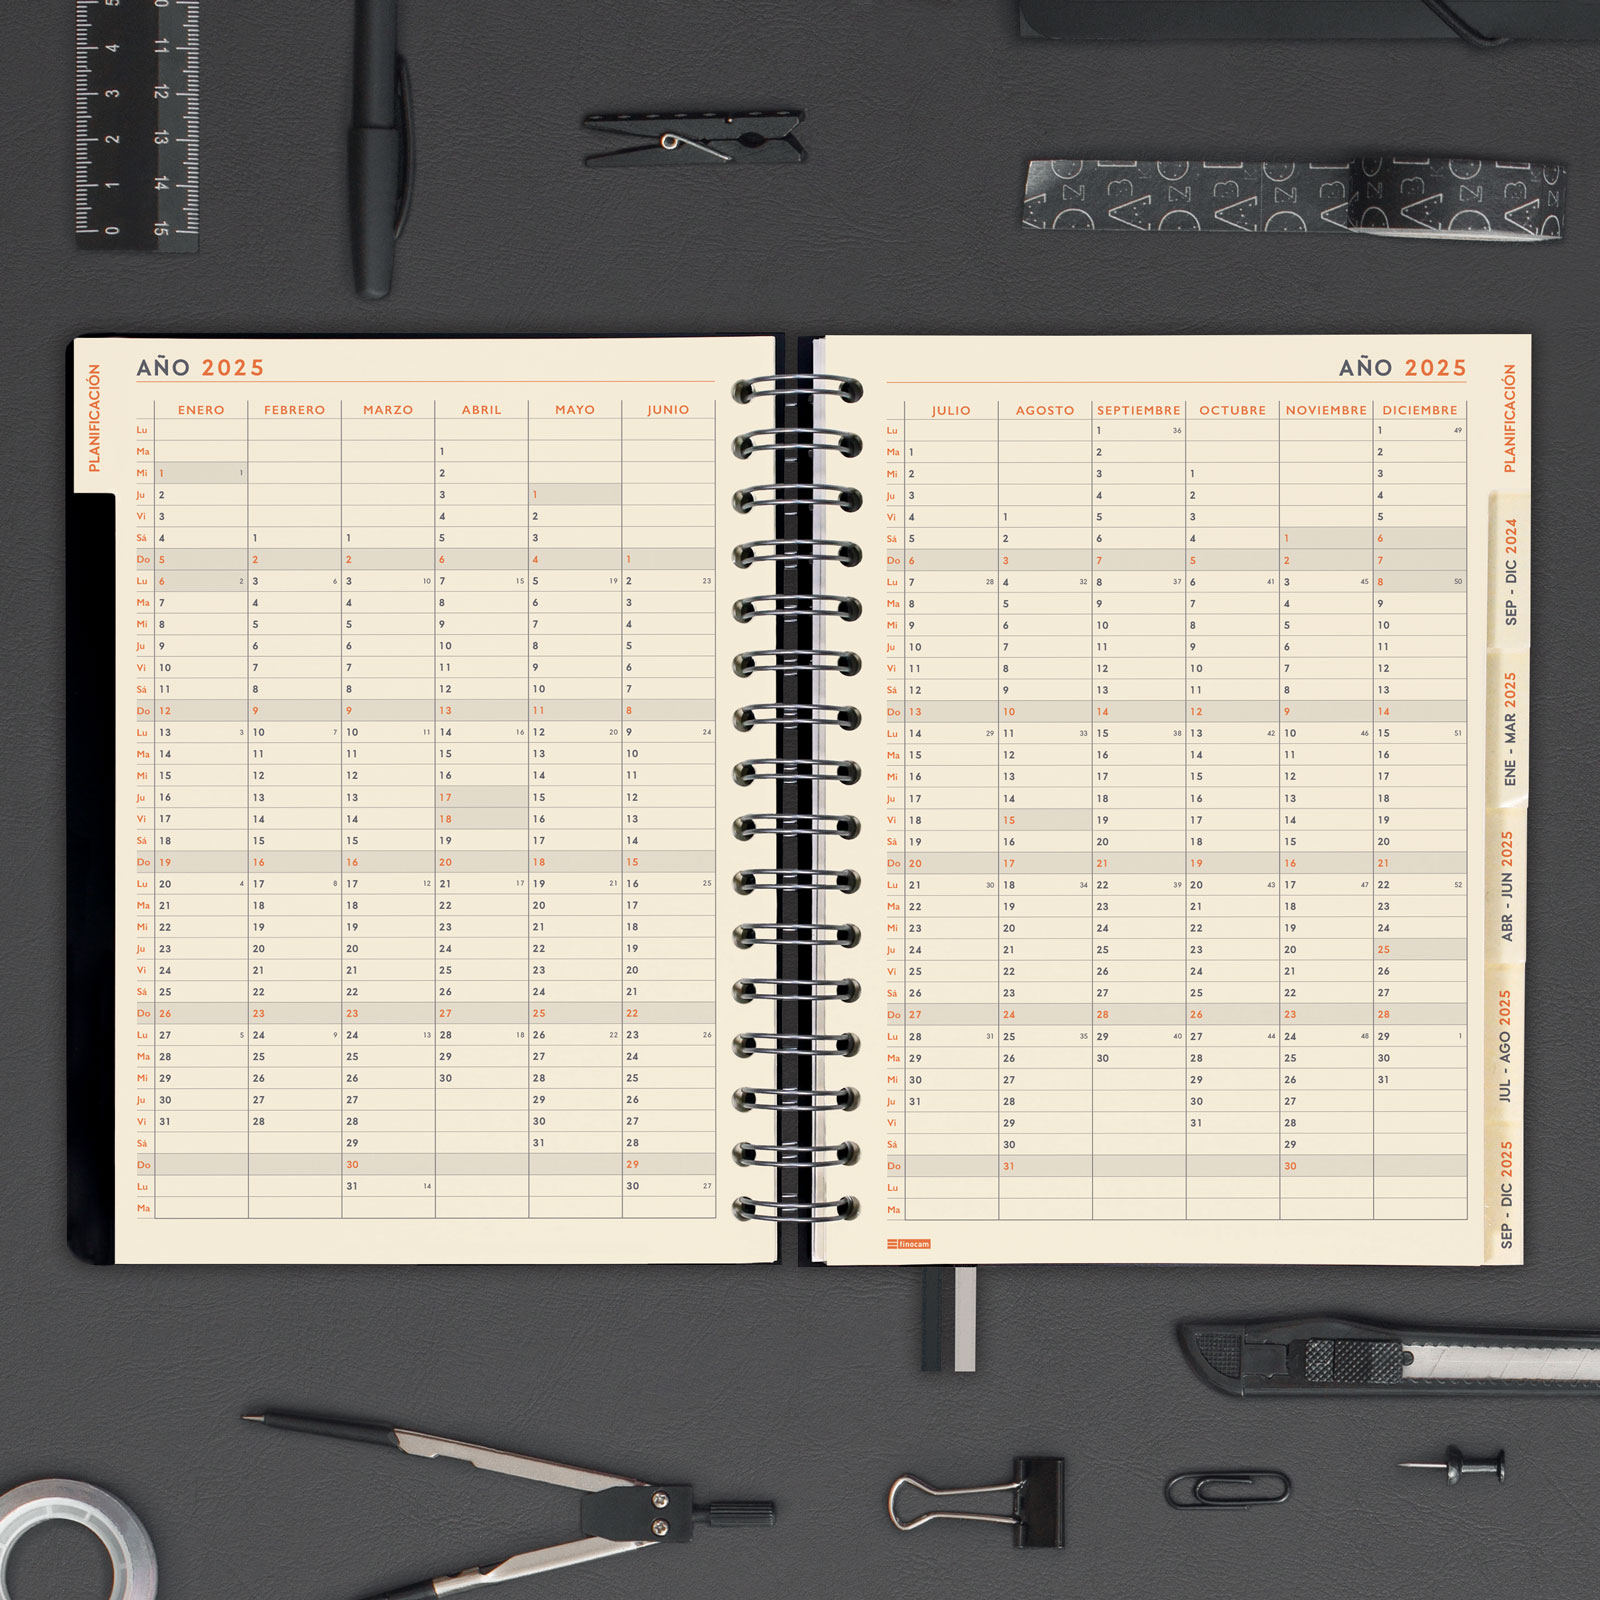 5 4 3 2 1 0
11 12 13 14 15
PLANIFICACIÓN
AÑO 2025
ENERO FEBRERO MARZO ABRIL MAYO JUNIO
Lu
Ma 1
Mi 1 1 2
Ju 2 3 1
Vi 3 4 2
Sá 4 1 1 5 3
Do 5 2 2 6 4 1
Lu 6 2 3 6 3 10 7 15 5 19 2 23
Ma 7 4 4 8 6 3
Mi 8 5 5 9 7 4
Ju 9 6 6 10 8 5
Vi 10 7 7 11 9 6
Sá 11 8 8 12 10 7
Do 12 9 9 13 11 8
Lu 13 3 10 7 10 11 14 16 12 20 9 24
Ma 14 11 11 15 13 10
Mi 15 12 12 16 14 11
Ju 16 13 13 17 15 12
Vi 17 14 14 18 16 13
Sá 18 15 15 19 17 14
Do 19 16 16 20 18 15
Lu 20 4 17 8 17 12 21 17 19 21 16 25
Ma 21 18 18 22 20 17
Mi 22 19 19 23 21 18
Ju 23 20 20 24 22 19
Vi 24 21 21 25 23 20
Sá 25 22 22 26 24 21
Do 26 23 23 27 25 22
Lu 27 5 24 9 24 13 28 18 26 22 23 26
Ma 28 25 25 29 27 24
Mi 29 26 26 30 28 25
Ju 30 27 27 29 26
Vi 31 28 28 30 27
Sá 29 31 28
Do 30 29
Lu 31 14 30 27
Ma
AÑO 2025
JULIO AGOSTO SEPTIEMBRE OCTUBRE NOVIEMBRE DICIEMBRE
Lu 1 36 1 49
Ma 1 2 2
Mi 2 3 1 3
Ju 3 4 2 4
Vi 4 1 5 3 5
Sá 5 2 6 4 1 6
Do 6 3 7 5 2 7
Lu 7 28 4 32 8 37 6 41 3 45 8 50
Ma 8 5 9 7 4 9
Mi 9 6 10 8 5 10
Ju 10 7 11 9 6 11
Vi 11 8 12 10 7 12
Sá 12 9 13 11 8 13
Do 13 10 14 12 9 14
Lu 14 29 11 33 15 38 13 42 10 46 15 51
Ma 15 12 16 14 11 16
Mi 16 13 17 15 12 17
Ju 17 14 18 16 13 18
Vi 18 15 19 17 14 19
Sá 19 16 20 18 15 20
Do 20 17 21 19 16 21
Lu 21 30 18 34 22 39 20 43 17 47 22 52
Ma 22 19 23 21 18 23
Mi 23 20 24 22 19 24
Ju 24 21 25 23 20 25
Vi 25 22 26 24 21 26
Sá 26 23 27 25 22 27
Do 27 24 28 26 23 28
Lu 28 31 25 35 29 40 27 44 24 48 29 1
Ma 29 26 30 28 25 30
Mi 30 27 29 26 31
Ju 31 28 30 27
Vi 29 31 28
Sá 30 29
Do 31 30
Lu
Ma
finocam
PLANIFICACIÓN
SEP - DIC 2024
ENE - MAR 2025
ABR - JUN 2025
JUL - AGO 2025
SEP - DIC 2025